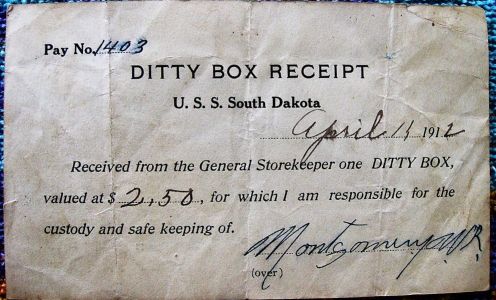 Pay No. 1403
DITTY BOX RECEIPT
U. S. S. South Dakota
April 1, 1912
Received from the General Storekeeper one DITTY BOX,
valued at $ 2.50, for which I am responsible for the
custody and safe keeping of.
Montgomery W.R.
(over)